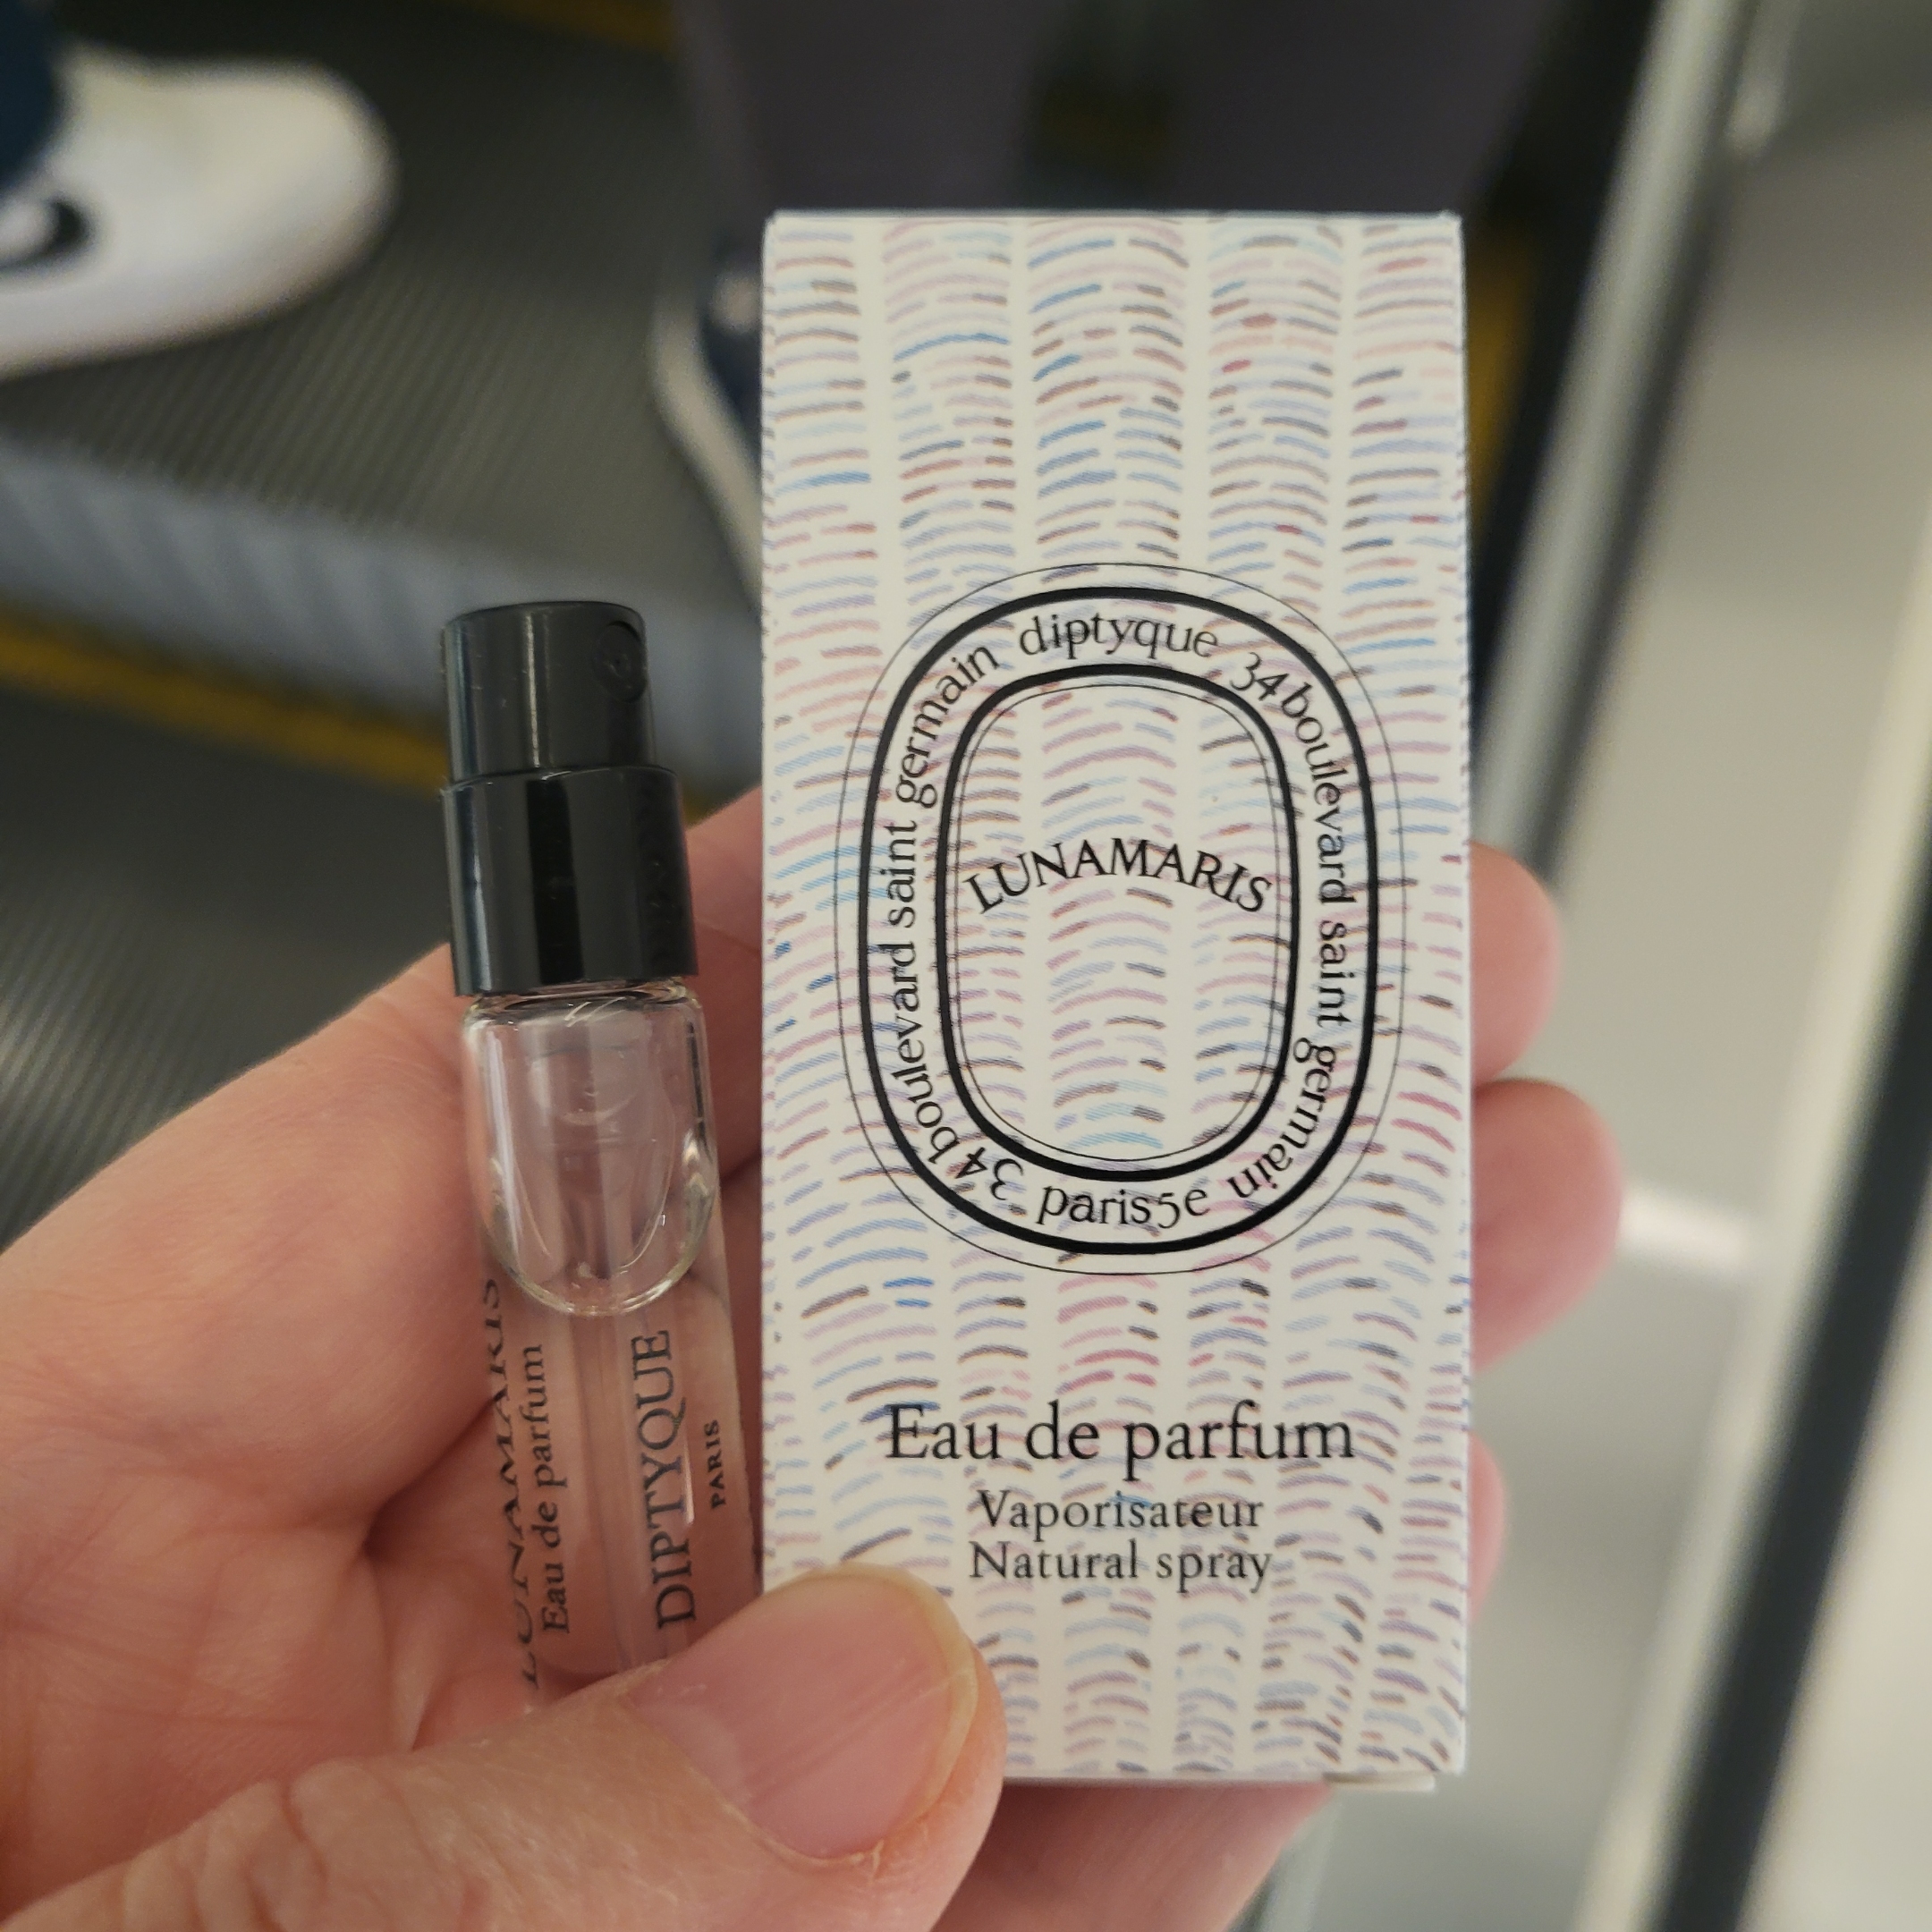 diptyque 34 boulevard saint germain paris5e 34 boulevard saint germain
LUNAMARIS
Eau de parfum
Vaporisateur
Natural spray
LUNAMARIS
Eau de parfum
DIPTYQUE
PARIS